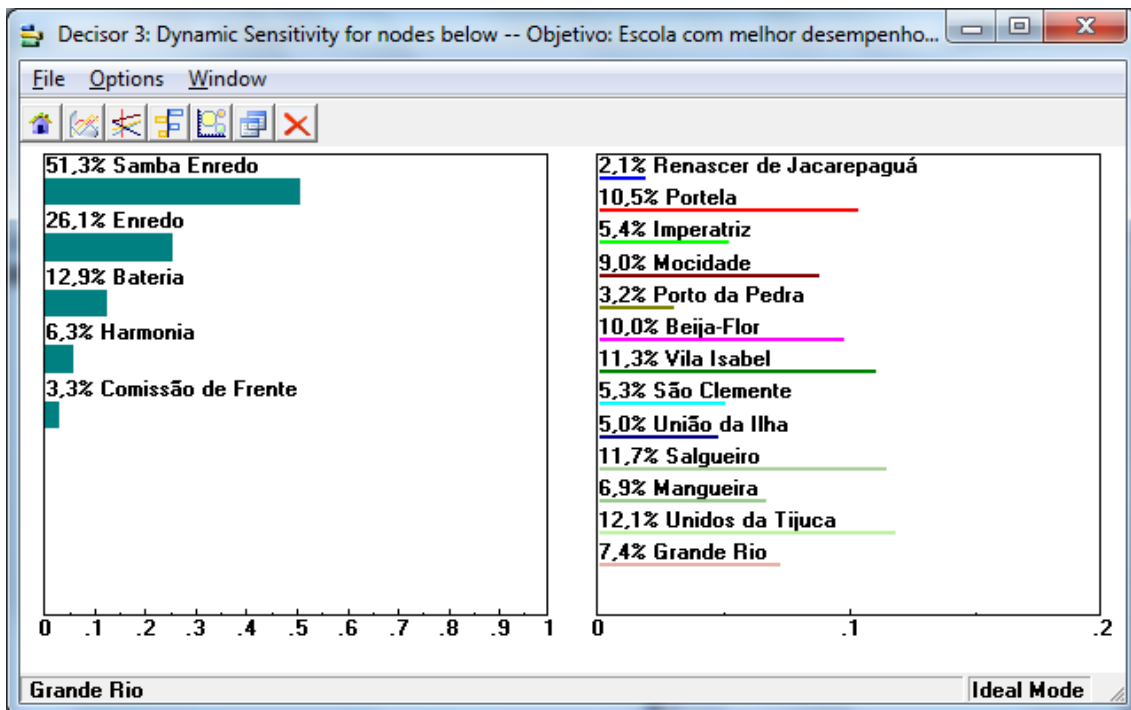 Decisor 3: Dynamic Sensitivity for nodes below -- Objetivo: Escola com melhor desempenho...
File Options Window
51,3% Samba Enredo
26,1% Enredo
12,9% Bateria
6,3% Harmonia
3,3% Comissão de Frente
0 .1 .2 .3 .4 .5 .6 .7 .8 .9 1
2,1% Renascer de Jacarepaguá
10,5% Portela
5,4% Imperatriz
9,0% Mocidade
3,2% Porto da Pedra
10,0% Beija-Flor
11,3% Vila Isabel
5,3% São Clemente
5,0% União da Ilha
11,7% Salgueiro
6,9% Mangueira
12,1% Unidos da Tijuca
7,4% Grande Rio
0 .1 .2
Grande Rio
Ideal Mode